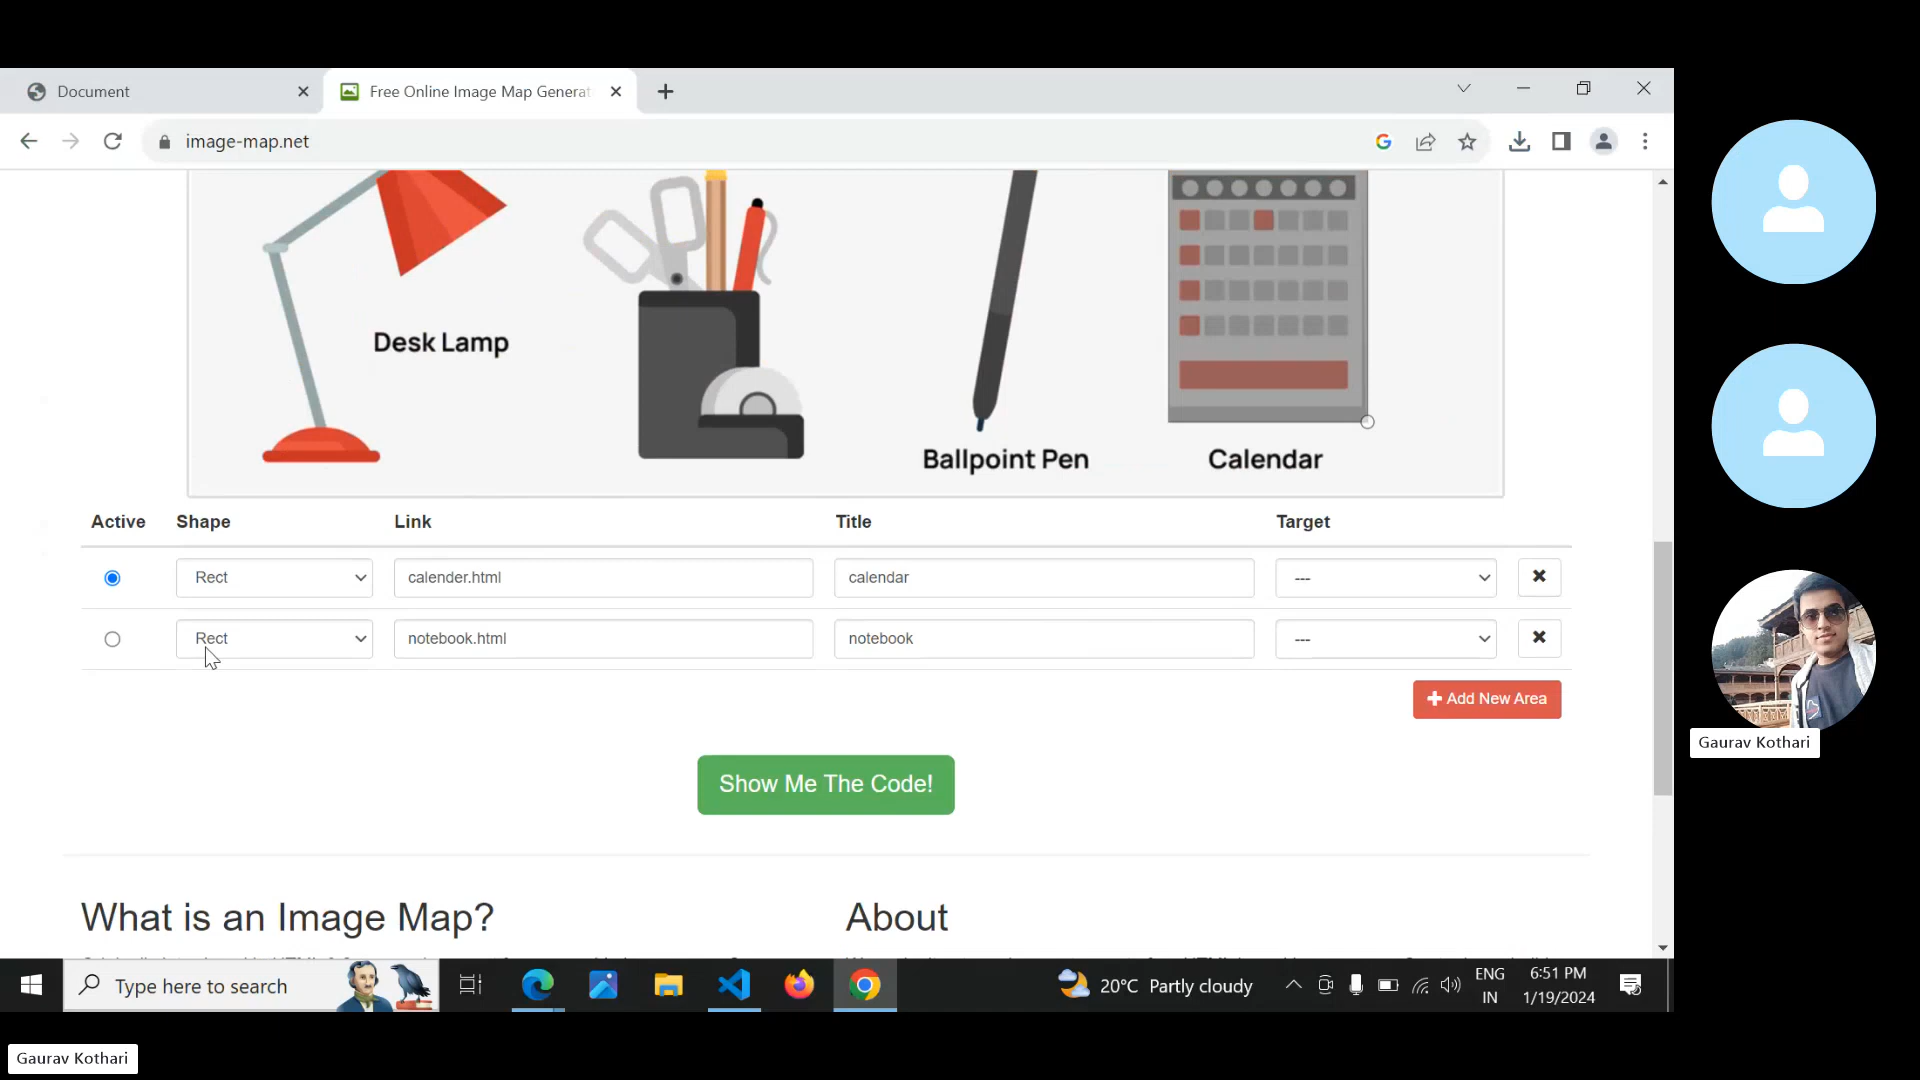 Document
Free Online Image Map Generat
image-map.net
Desk Lamp
Ballpoint Pen
Calendar
Active Shape Link Title Target
Rect calender.html calendar ---
Rect notebook.html notebook ---
Add New Area
Show Me The Code!
What is an Image Map?
About
Gaurav Kothari
Type here to search
20°C Partly cloudy
ENG
IN
6:51 PM
1/19/2024
Gaurav Kothari